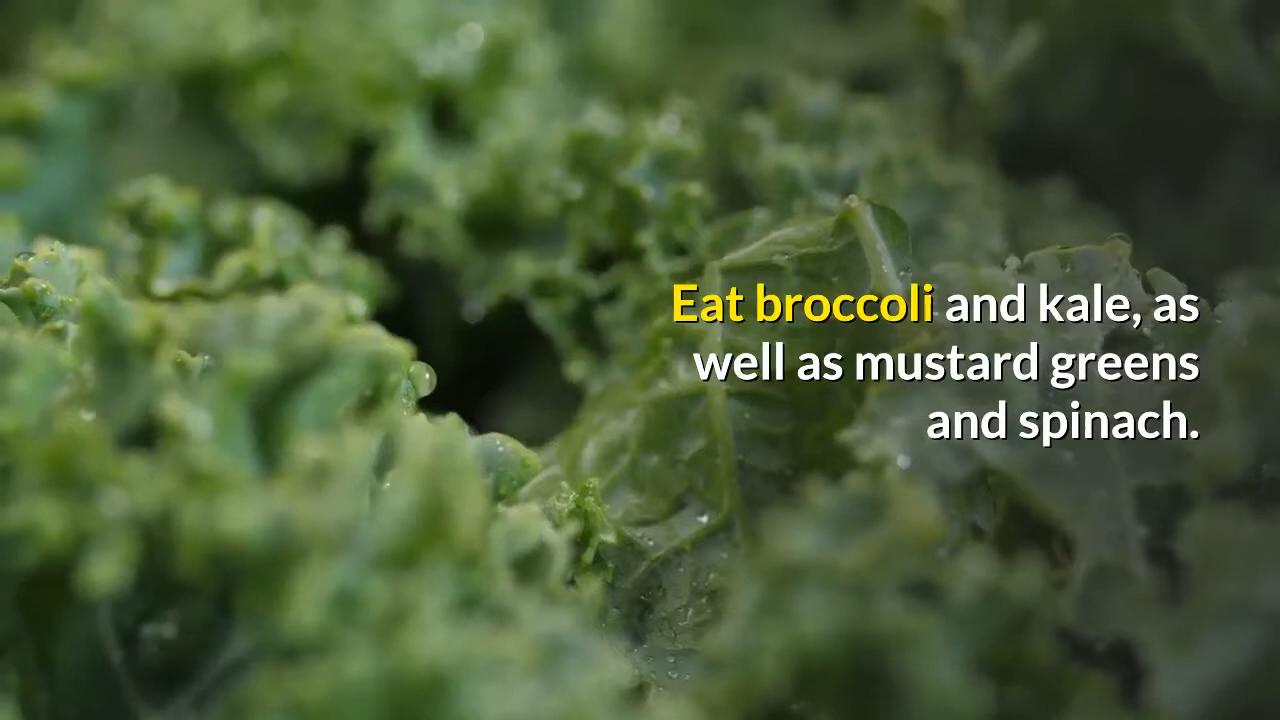 Eat broccoli and kale, as
well as mustard greens
and spinach.